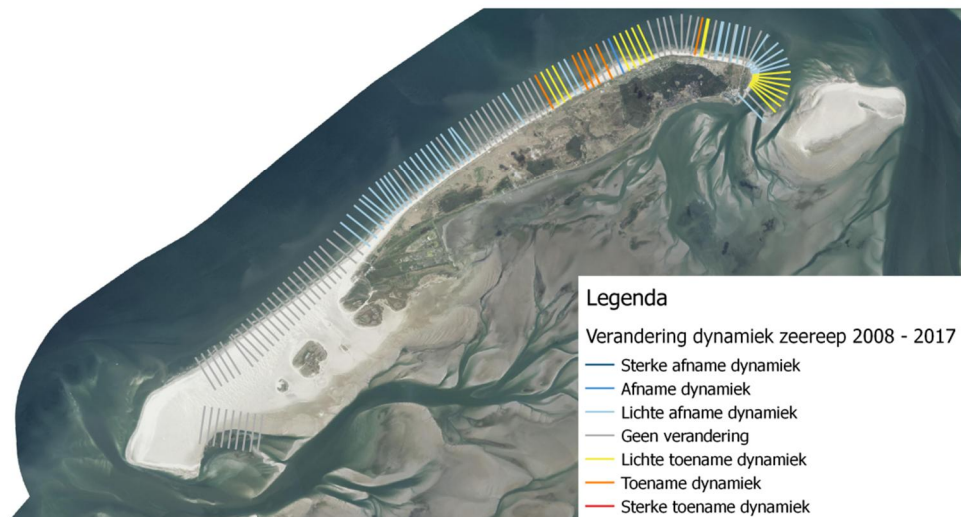 Legenda
Verandering dynamiek zeereep 2008 - 2017
Sterke afname dynamiek
Afname dynamiek
Lichte afname dynamiek
Geen verandering
Lichte toename dynamiek
Toename dynamiek
Sterke toename dynamiek